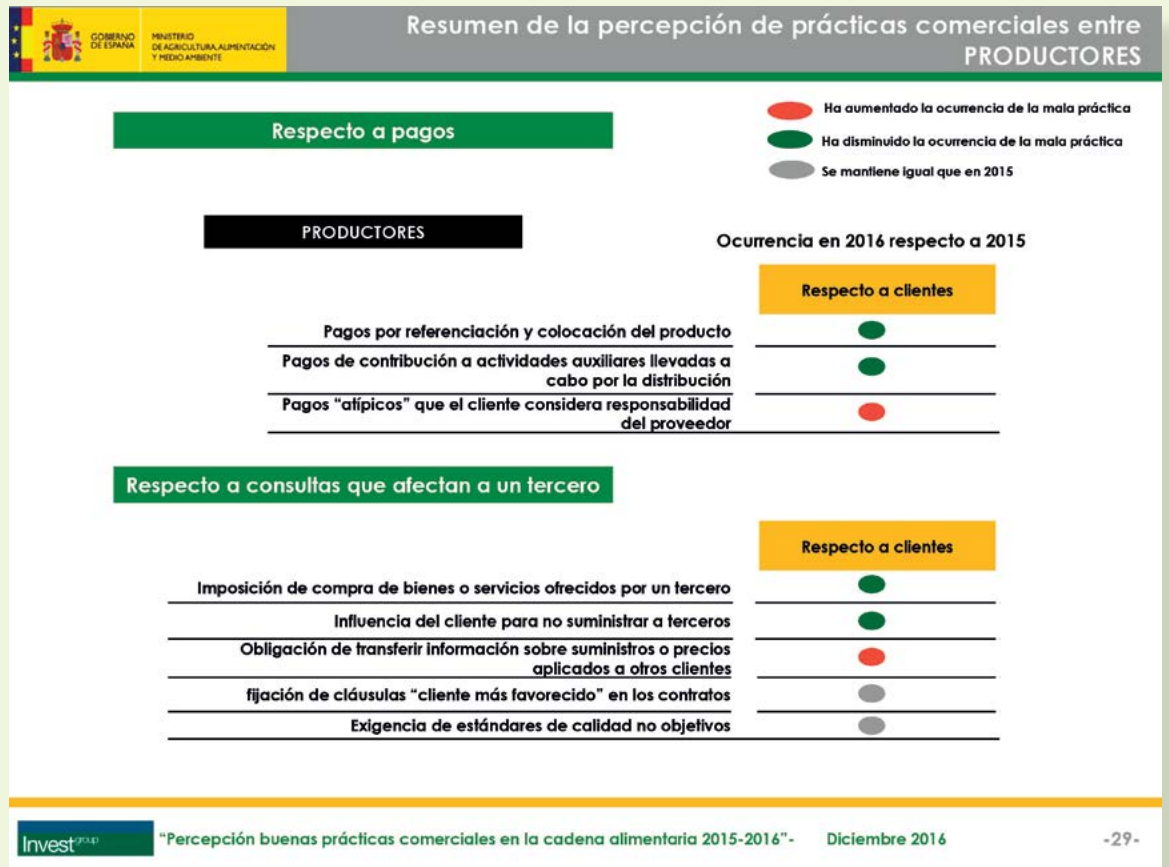 GOBIERNO
DE ESPAÑA
MINISTERIO
DE AGRICULTURA, ALIMENTACIÓN
Y MEDIO AMBIENTE
Resumen de la percepción de prácticas comerciales entre
PRODUCTORES
Respecto a pagos
Ha aumentado la ocurrencia de la mala práctica
Ha disminuido la ocurrencia de la mala práctica
Se mantiene igual que en 2015
PRODUCTORES
Ocurrencia en 2016 respecto a 2015
Respecto a clientes
Pagos por referenciación y colocación del producto
Pagos de contribución a actividades auxiliares llevadas a
cabo por la distribución
Pagos “atípicos” que el cliente considera responsabilidad
del proveedor
Respecto a consultas que afectan a un tercero
Respecto a clientes
Imposición de compra de bienes o servicios ofrecidos por un tercero
Influencia del cliente para no suministrar a terceros
Obligación de transferir información sobre suministros o precios
aplicados a otros clientes
fijación de cláusulas “cliente más favorecido” en los contratos
Exigencia de estándares de calidad no objetivos
Invest group
“Percepción buenas prácticas comerciales en la cadena alimentaria 2015-2016”- Diciembre 2016
-29-